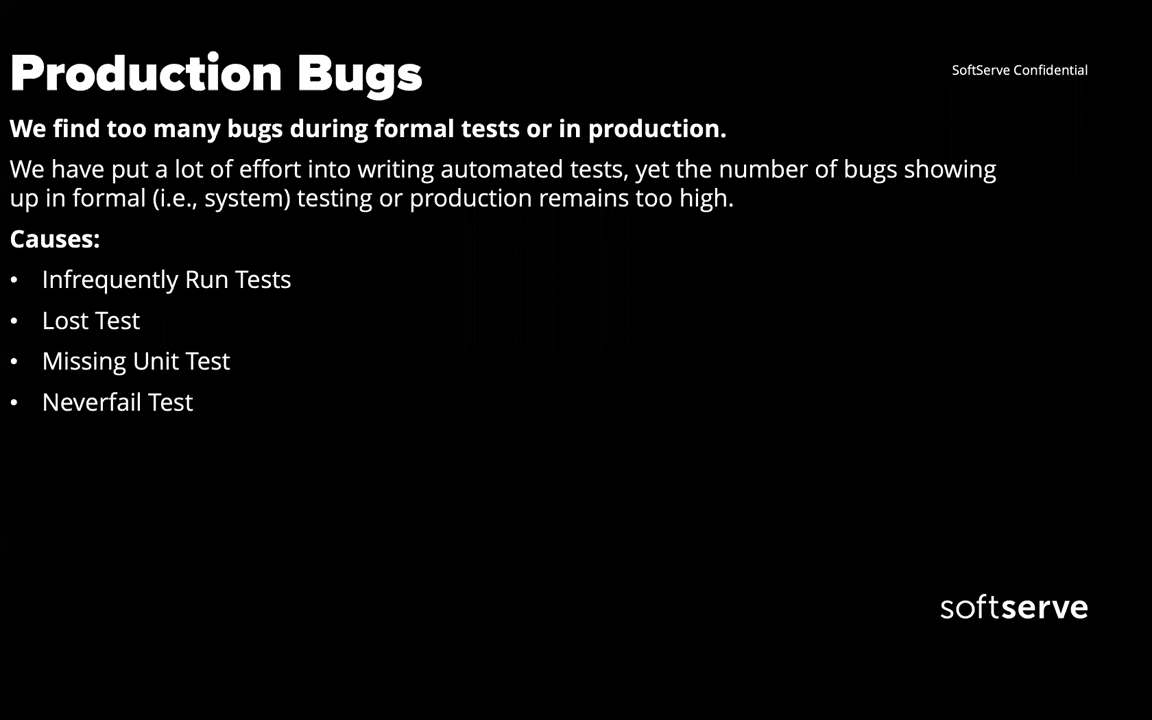 Production Bugs
SoftServe Confidential
We find too many bugs during formal tests or in production.
We have put a lot of effort into writing automated tests, yet the number of bugs showing
up in formal (i.e., system) testing or production remains too high.
Causes:
• Infrequently Run Tests
• Lost Test
• Missing Unit Test
• Neverfail Test
softserve